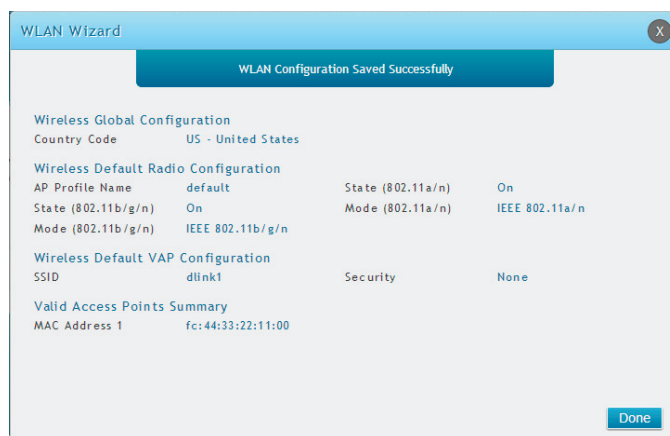 WLAN Wizard
X
WLAN Configuration Saved Successfully
Wireless Global Configuration
Country Code US - United States
Wireless Default Radio Configuration
AP Profile Name default State (802.11a/n) On
State (802.11b/g/n) On Mode (802.11a/n) IEEE 802.11a/n
Mode (802.11b/g/n) IEEE 802.11b/g/n
Wireless Default VAP Configuration
SSID dlink1 Security None
Valid Access Points Summary
MAC Address 1 fc:44:33:22:11:00
Done